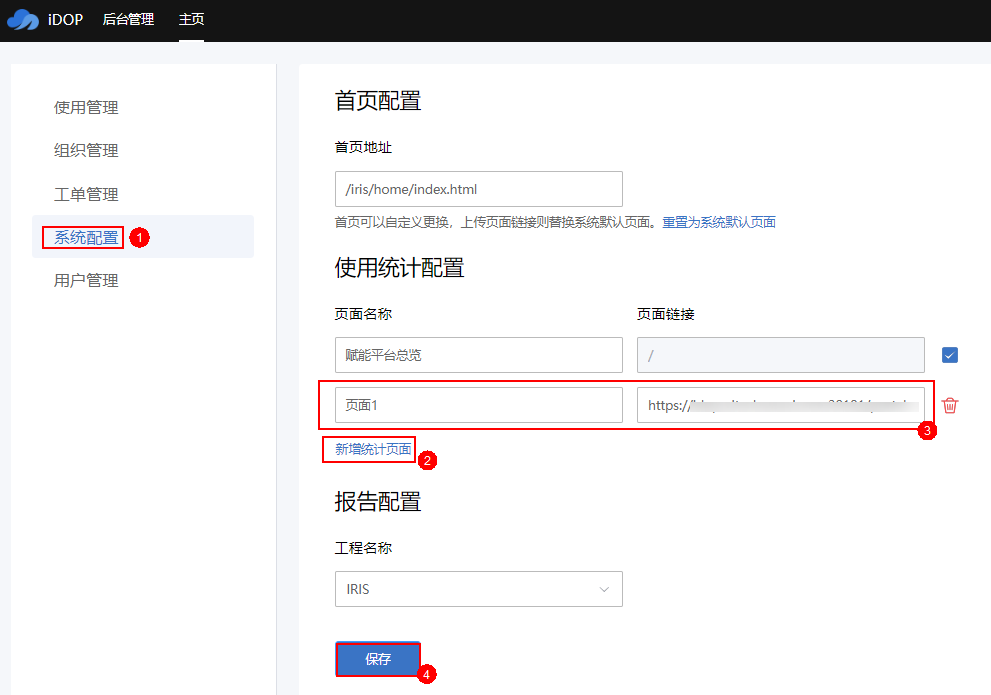 iDOP 后台管理 主页
使用管理
组织管理
工单管理
系统配置 1
用户管理
首页配置
首页地址
/iris/home/index.html
首页可以自定义更换，上传页面链接则替换系统默认页面。重置为系统默认页面
使用统计配置
页面名称 页面链接
赋能平台总览 /
页面1 https://
3
新增统计页面 2
报告配置
工程名称
IRIS
保存 4